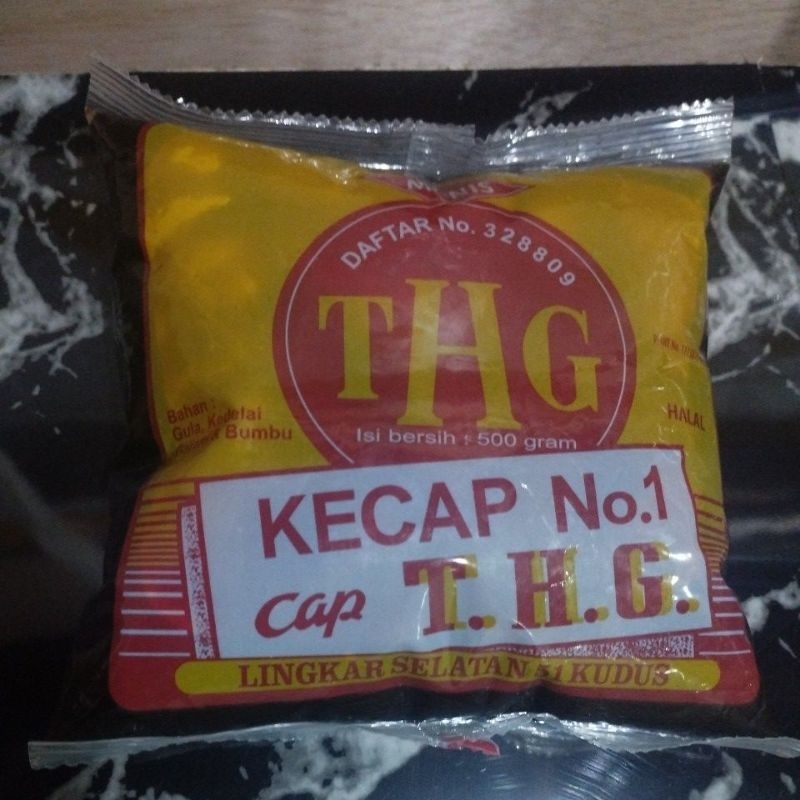 MANIS
DAFTAR No. 328809
THG
Isi bersih : 500 gram
Bahan :
Gula, Kedelai
Bumbu
HALAL
KECAP No.1
Cap T. H. G.
LINGKAR SELATAN 51 KUDUS